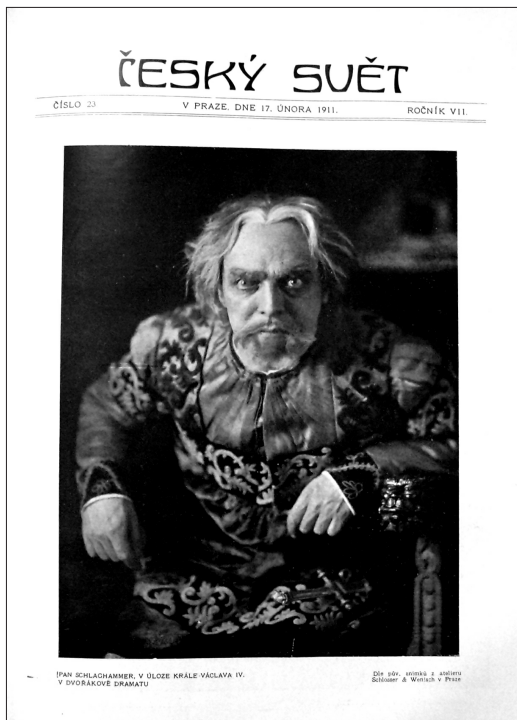 ČESKÝ SVĚT
ČÍSLO 23 V PRAZE, DNE 17. ÚNORA 1911. ROČNÍK VII.
PAN SCHLAGHAMMER, V ÚLOZE KRÁLE VÁCLAVA IV.
V DVOŘÁKOVĚ DRAMATU
Dle pův. snímků z atelieru
Schlosser & Wenisch v Praze